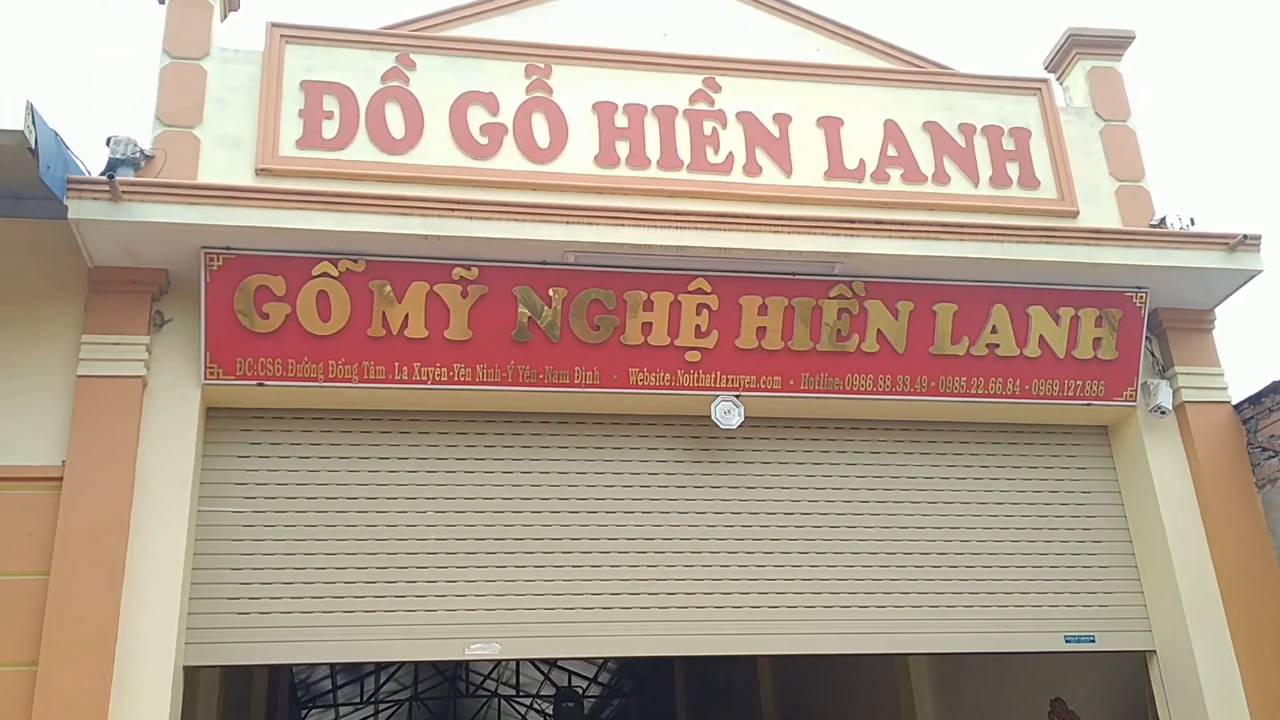 ĐỒ GỖ HIỀN LANH
GỖ MỸ NGHỆ HIỀN LANH
ĐC:CS6.Đường Đồng Tâm. La Xuyên-Yên Ninh-Ý Yên-Nam Định - Website:Noithatlaxuyen.com - Hotline:0986.88.33.49 - 0985.22.66.84 - 0969.127.886